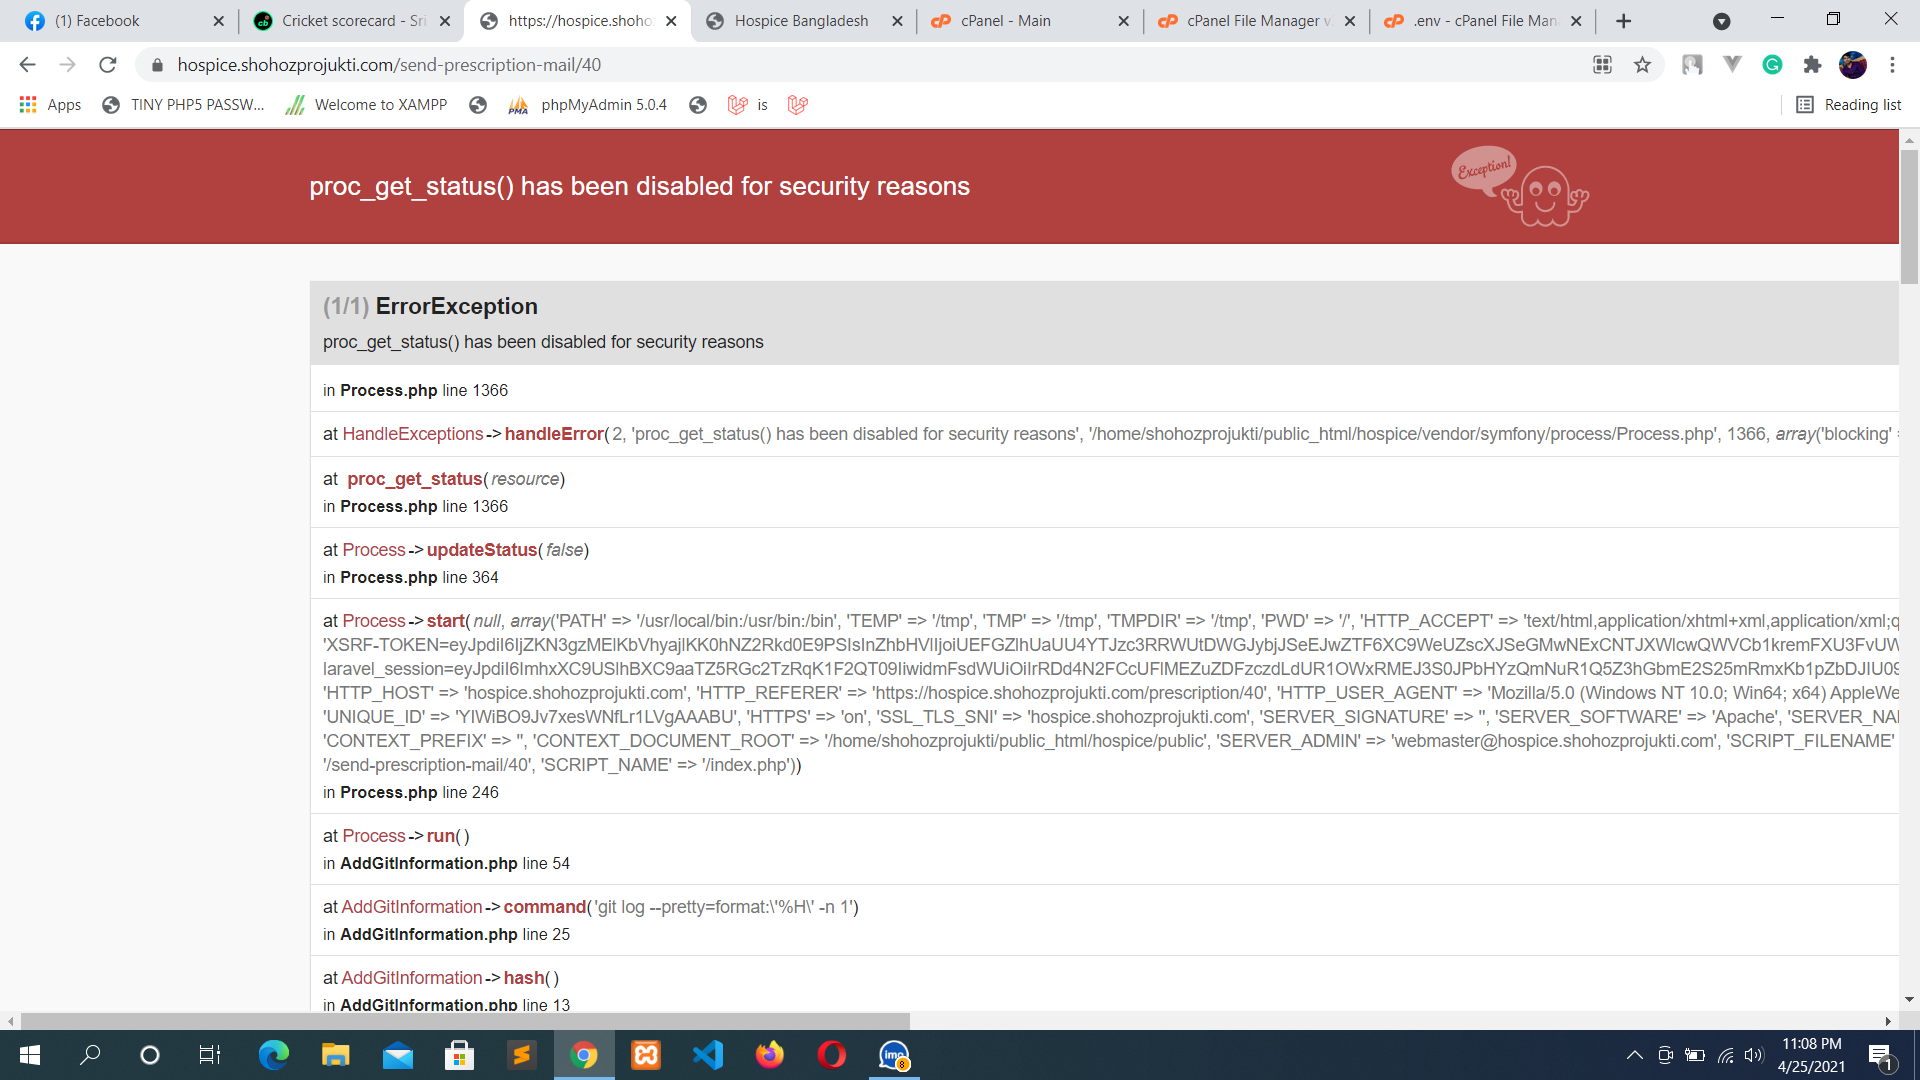 (1) Facebook
Cricket scorecard - Sri
https://hospice.shoho
Hospice Bangladesh
cPanel - Main
cPanel File Manager v
.env - cPanel File Man
hospice.shohozprojukti.com/send-prescription-mail/40
Apps
TINY PHP5 PASSW...
Welcome to XAMPP
PMA
phpMyAdmin 5.0.4
is
Reading list
proc_get_status() has been disabled for security reasons
Exception!
(1/1) ErrorException
proc_get_status() has been disabled for security reasons
in Process.php line 1366
at HandleExceptions->handleError(2, 'proc_get_status() has been disabled for security reasons', '/home/shohozprojukti/public_html/hospice/vendor/symfony/process/Process.php', 1366, array('blocking' =
at proc_get_status(resource)
in Process.php line 1366
at Process->updateStatus(false)
in Process.php line 364
at Process->start(null, array('PATH' => '/usr/local/bin:/usr/bin:/bin', 'TEMP' => '/tmp', 'TMP' => '/tmp', 'TMPDIR' => '/tmp', 'PWD' => '/', 'HTTP_ACCEPT' => 'text/html,application/xhtml+xml,application/xml;q
'HTTP_HOST' => 'hospice.shohozprojukti.com', 'HTTP_REFERER' => 'https://hospice.shohozprojukti.com/prescription/40', 'HTTP_USER_AGENT' => 'Mozilla/5.0 (Windows NT 10.0; Win64; x64) AppleWe
'UNIQUE_ID' => 'YIWiBO9Jv7xesWNfLr1LVgAAABU', 'HTTPS' => 'on', 'SSL_TLS_SNI' => 'hospice.shohozprojukti.com', 'SERVER_SIGNATURE' => '', 'SERVER_SOFTWARE' => 'Apache', 'SERVER_NA
'CONTEXT_PREFIX' => '', 'CONTEXT_DOCUMENT_ROOT' => '/home/shohozprojukti/public_html/hospice/public', 'SERVER_ADMIN' => 'webmaster@hospice.shohozprojukti.com', 'SCRIPT_FILENAME'
'/send-prescription-mail/40', 'SCRIPT_NAME' => '/index.php'))
in Process.php line 246
at Process->run()
in AddGitInformation.php line 54
at AddGitInformation->command('git log --pretty=format:\'%H\' -n 1')
in AddGitInformation.php line 25
at AddGitInformation->hash()
in AddGitInformation.php line 13
imo
8
11:08 PM
4/25/2021
1